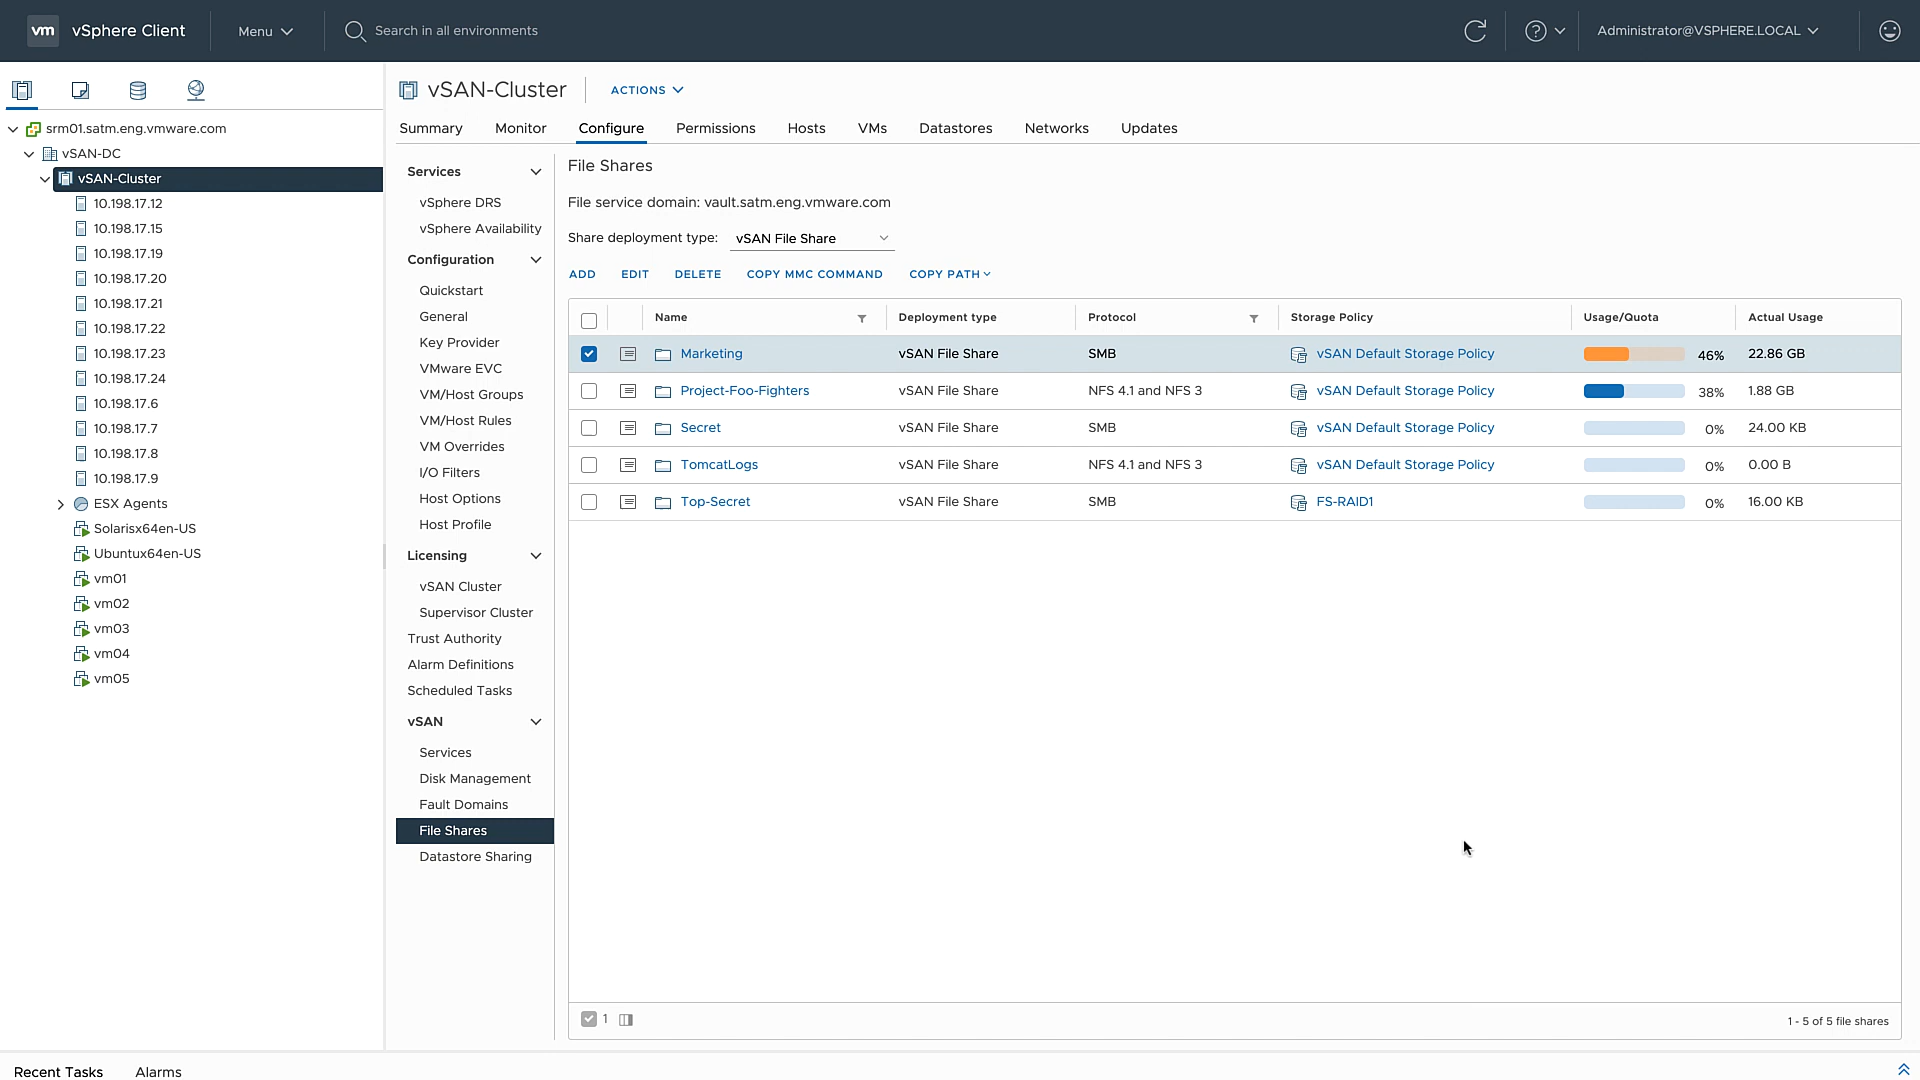 vm vSphere Client Menu Search in all environments Administrator@VSPHERE.LOCAL
srm01.satm.eng.vmware.com
vSAN-DC
vSAN-Cluster
10.198.17.12
10.198.17.15
10.198.17.19
10.198.17.20
10.198.17.21
10.198.17.22
10.198.17.23
10.198.17.24
10.198.17.6
10.198.17.7
10.198.17.8
10.198.17.9
ESX Agents
Solarisx64en-US
Ubuntux64en-US
vm01
vm02
vm03
vm04
vm05
vSAN-Cluster ACTIONS
Summary Monitor Configure Permissions Hosts VMs Datastores Networks Updates
Services
vSphere DRS
vSphere Availability
Configuration
Quickstart
General
Key Provider
VMware EVC
VM/Host Groups
VM/Host Rules
VM Overrides
I/O Filters
Host Options
Host Profile
Licensing
vSAN Cluster
Supervisor Cluster
Trust Authority
Alarm Definitions
Scheduled Tasks
vSAN
Services
Disk Management
Fault Domains
File Shares
Datastore Sharing
File Shares
File service domain: vault.satm.eng.vmware.com
Share deployment type: vSAN File Share
ADD EDIT DELETE COPY MMC COMMAND COPY PATH
Name Deployment type Protocol Storage Policy Usage/Quota Actual Usage
Marketing vSAN File Share SMB vSAN Default Storage Policy 46% 22.86 GB
Project-Foo-Fighters vSAN File Share NFS 4.1 and NFS 3 vSAN Default Storage Policy 38% 1.88 GB
Secret vSAN File Share SMB vSAN Default Storage Policy 0% 24.00 KB
TomcatLogs vSAN File Share NFS 4.1 and NFS 3 vSAN Default Storage Policy 0% 0.00 B
Top-Secret vSAN File Share SMB FS-RAID1 0% 16.00 KB
1 1 - 5 of 5 file shares
Recent Tasks Alarms